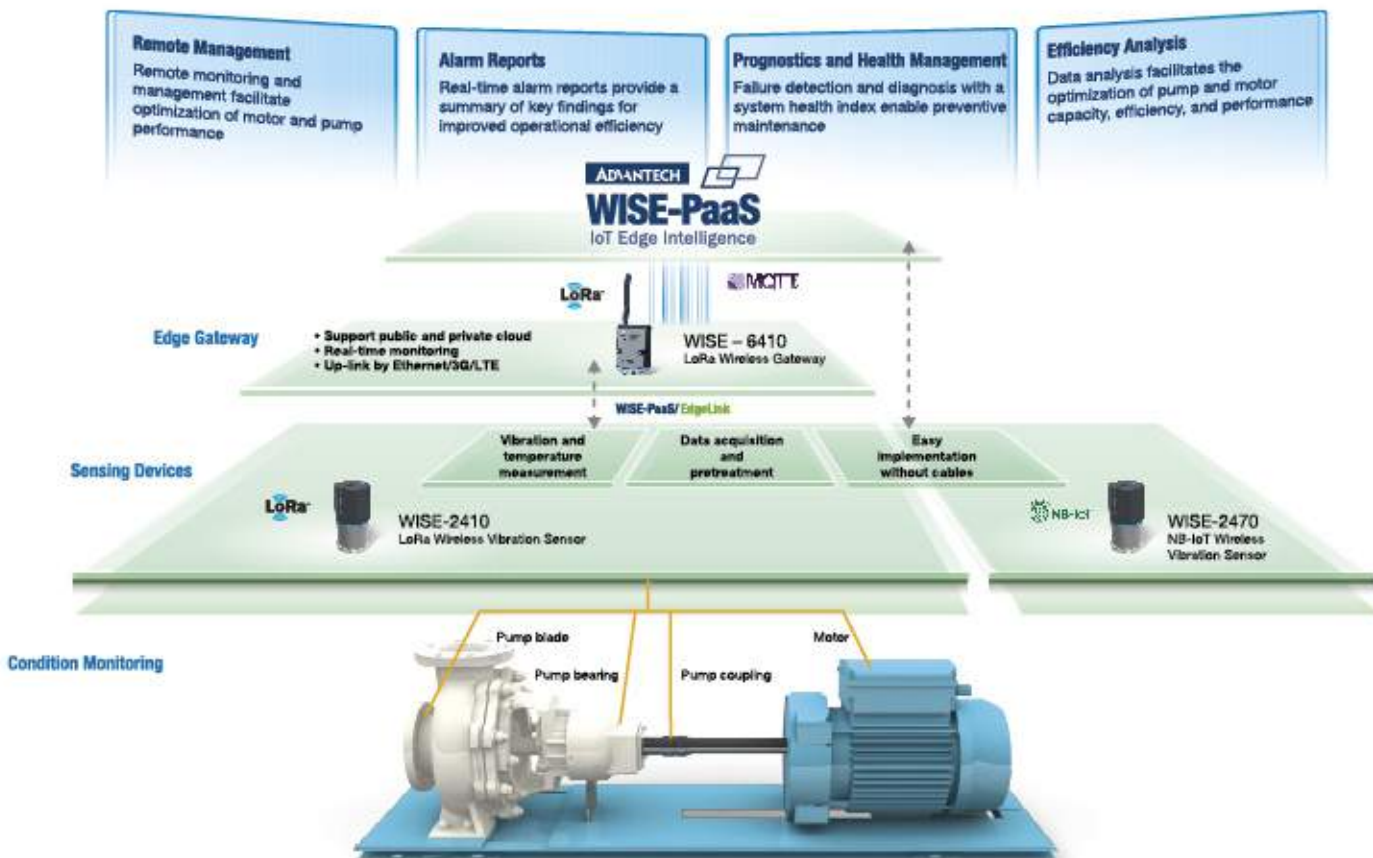 Remote Management
Remote monitoring and
management facilitate
optimization of motor and pump
performance
Alarm Reports
Real-time alarm reports provide a
summary of key findings for
improved operational efficiency
Prognostics and Health Management
Failure detection and diagnosis with a
system health index enable preventive
maintenance
Efficiency Analysis
Data analysis facilitates the
optimization of pump and motor
capacity, efficiency, and performance
ADVANTECH
WISE-PaaS
IoT Edge Intelligence
LoRa
MQTT
Edge Gateway
• Support public and private cloud
• Real-time monitoring
• Up-link by Ethernet/3G/LTE
WISE – 6410
LoRa Wireless Gateway
WISE-PaaS/EdgeLink
Sensing Devices
Vibration and
temperature
measurement
Data acquisition
and
pretreatment
Easy
implementation
without cables
LoRa
WISE-2410
LoRa Wireless Vibration Sensor
NB-IoT
WISE-2470
NB-IoT Wireless
Vibration Sensor
Condition Monitoring
Pump blade
Motor
Pump bearing
Pump coupling